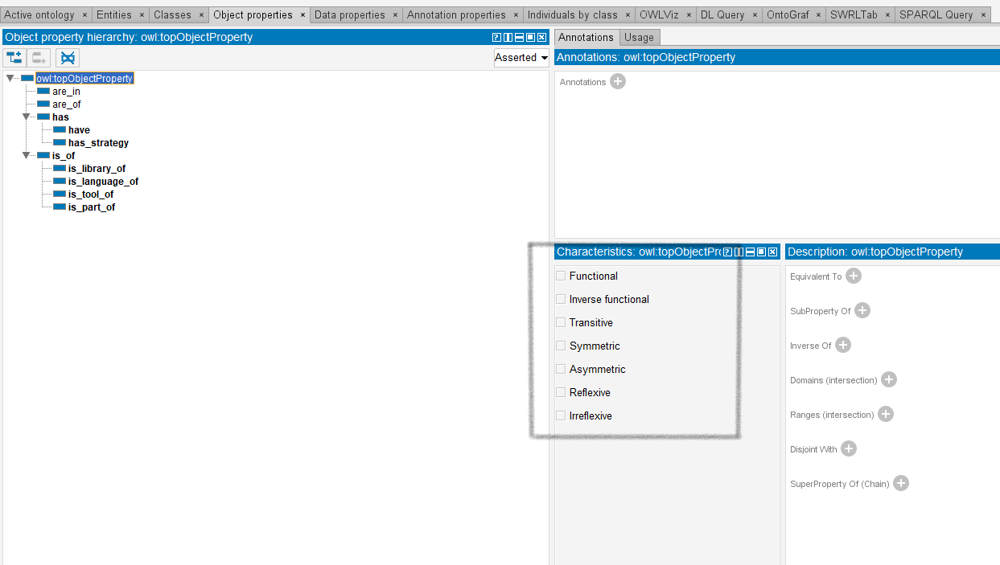 Active ontology × Entities × Classes × Object properties × Data properties × Annotation properties × Individuals by class × OWLViz × DL Query × OntoGraf × SWRLTab × SPARQL Query ×
Object property hierarchy: owl:topObjectProperty
Asserted
owl:topObjectProperty
are_in
are_of
has
have
has_strategy
is_of
is_library_of
is_language_of
is_tool_of
is_part_of
Annotations Usage
Annotations: owl:topObjectProperty
Annotations
Characteristics: owl:topObjectPro
Functional
Inverse functional
Transitive
Symmetric
Asymmetric
Reflexive
Irreflexive
Description: owl:topObjectProperty
Equivalent To
SubProperty Of
Inverse Of
Domains (intersection)
Ranges (intersection)
Disjoint With
SuperProperty Of (Chain)